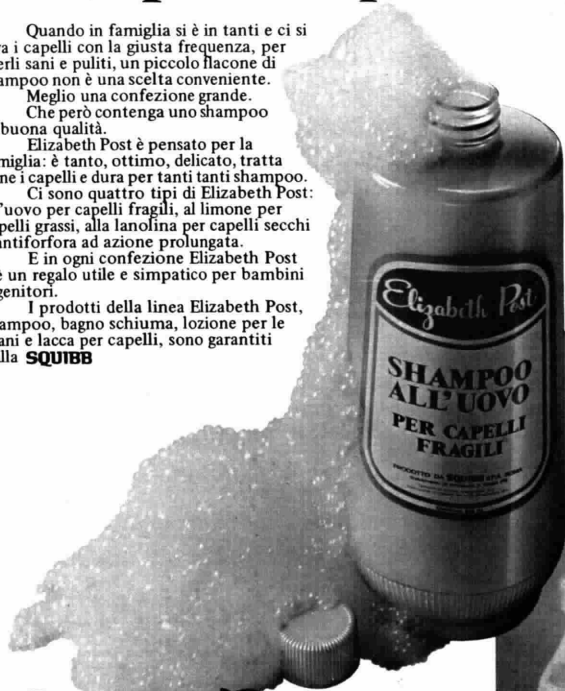 Quando in famiglia si è in tanti e ci si
a i capelli con la giusta frequenza, per
erli sani e puliti, un piccolo flacone di
ampoo non è una scelta conveniente.
Meglio una confezione grande.
Che però contenga uno shampoo
buona qualità.
Elizabeth Post è pensato per la
miglia: è tanto, ottimo, delicato, tratta
ne i capelli e dura per tanti tanti shampoo.
Ci sono quattro tipi di Elizabeth Post:
'uovo per capelli fragili, al limone per
pelli grassi, alla lanolina per capelli secchi
antiforfora ad azione prolungata.
E in ogni confezione Elizabeth Post
è un regalo utile e simpatico per bambini
genitori.
I prodotti della linea Elizabeth Post,
ampoo, bagno schiuma, lozione per le
ani e lacca per capelli, sono garantiti
lla SQUIBB
Elizabeth Post
SHAMPOO
ALL'UOVO
PER CAPELLI
FRAGILI
PRODOTTO DA SQUIBB S.P.A. ROMA